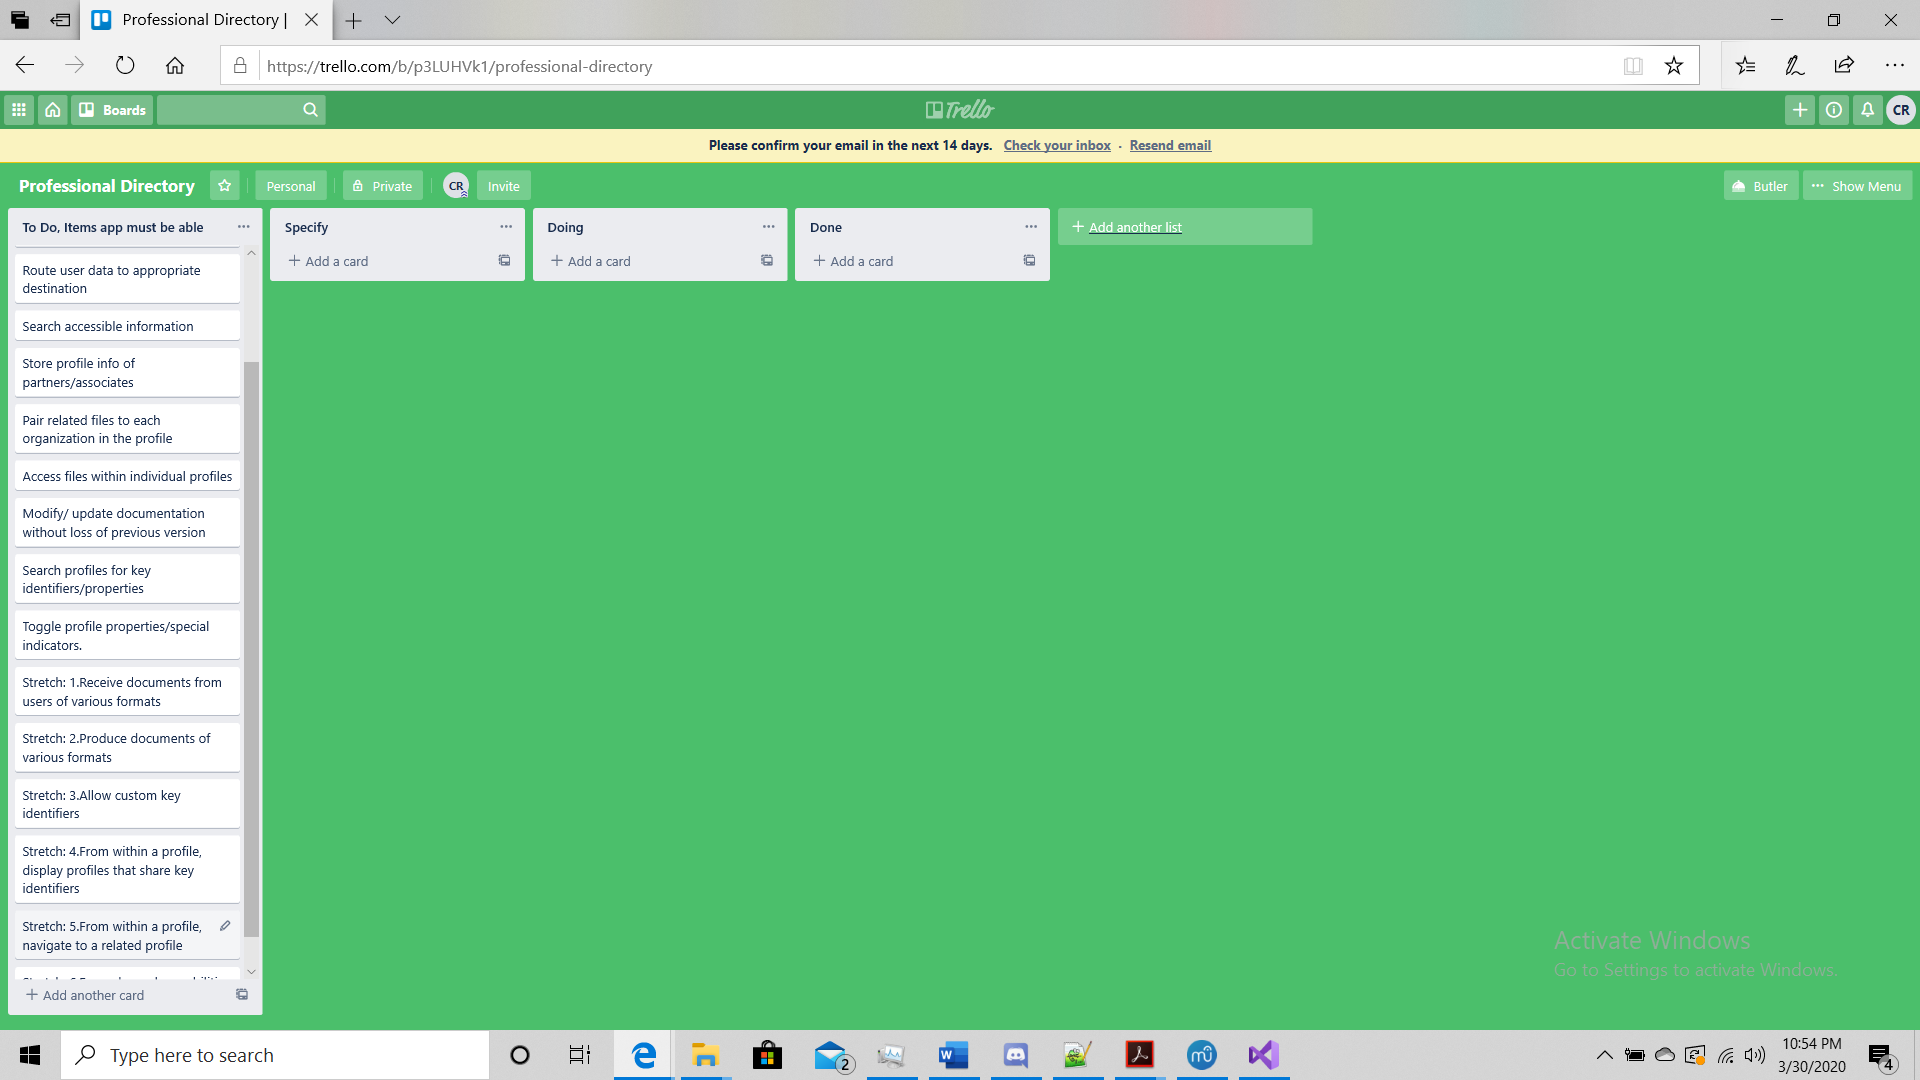 Professional Directory |
https://trello.com/b/p3LUHVk1/professional-directory
Boards
Trello
CR
Please confirm your email in the next 14 days. Check your inbox - Resend email
Professional Directory
Personal
Private
CR
Invite
Butler
Show Menu
To Do, Items app must be able
Route user data to appropriate
destination
Search accessible information
Store profile info of
partners/associates
Pair related files to each
organization in the profile
Access files within individual profiles
Modify/ update documentation
without loss of previous version
Search profiles for key
identifiers/properties
Toggle profile properties/special
indicators.
Stretch: 1.Receive documents from
users of various formats
Stretch: 2.Produce documents of
various formats
Stretch: 3.Allow custom key
identifiers
Stretch: 4.From within a profile,
display profiles that share key
identifiers
Stretch: 5.From within a profile,
navigate to a related profile
+ Add another card
Specify
+ Add a card
Doing
+ Add a card
Done
+ Add a card
+ Add another list
Activate Windows
Go to Settings to activate Windows.
Type here to search
2
10:54 PM
3/30/2020
4